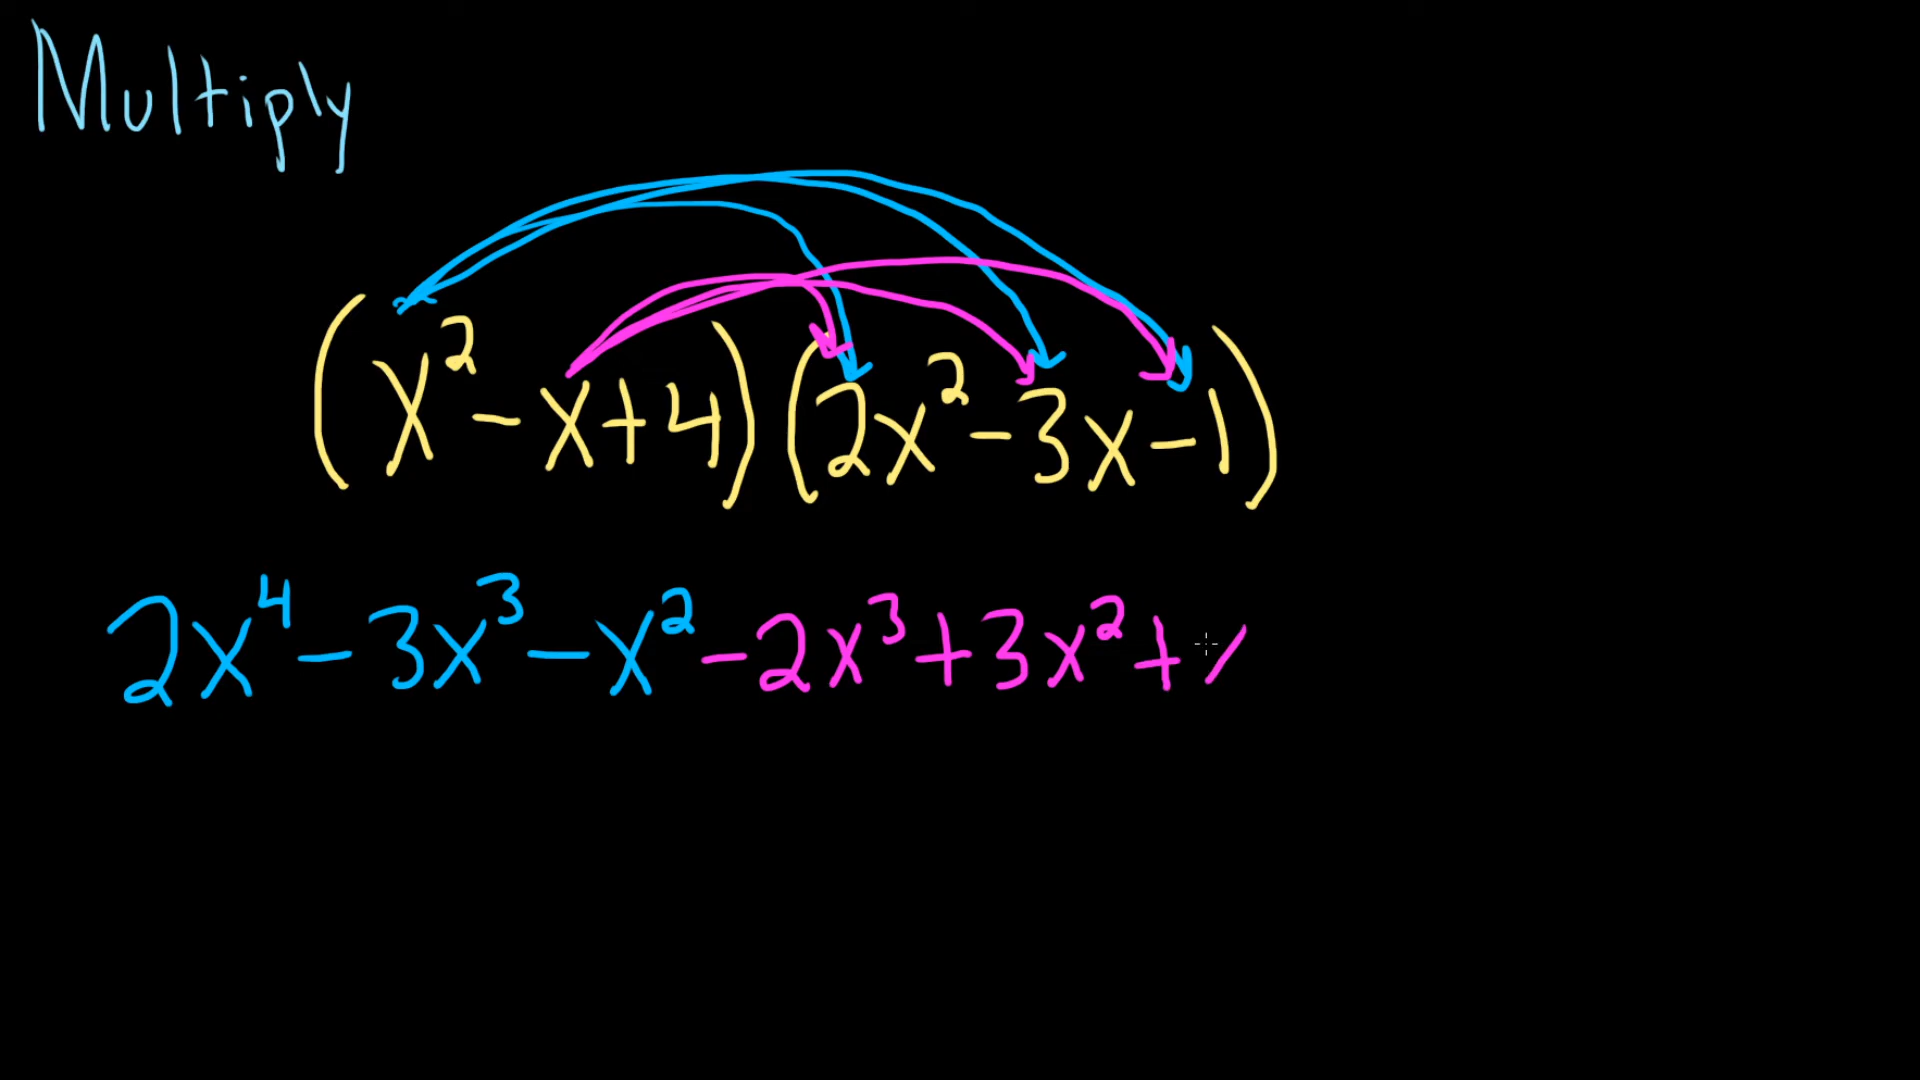 Multiply
(x²-x+4)(2x²-3x-1)
2x⁴-3x³-x²-2x³+3x²+